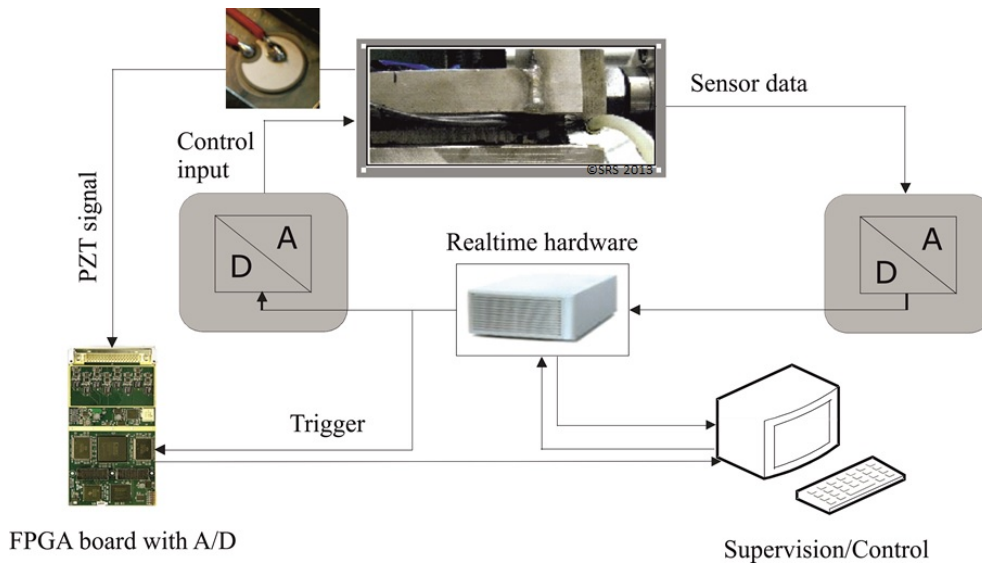 Sensor data
Control
input
©SRS 2013
PZT signal
A
D
Realtime hardware
A
D
Trigger
FPGA board with A/D
Supervision/Control